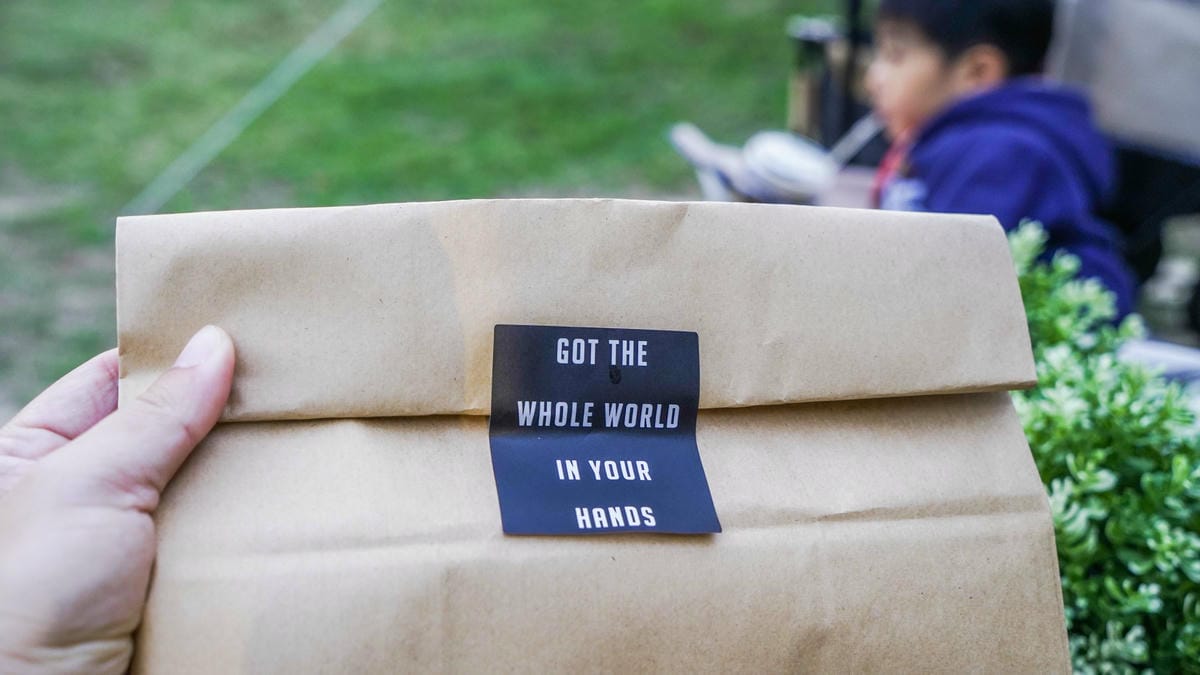 GOT THE
WHOLE WORLD
IN YOUR
HANDS